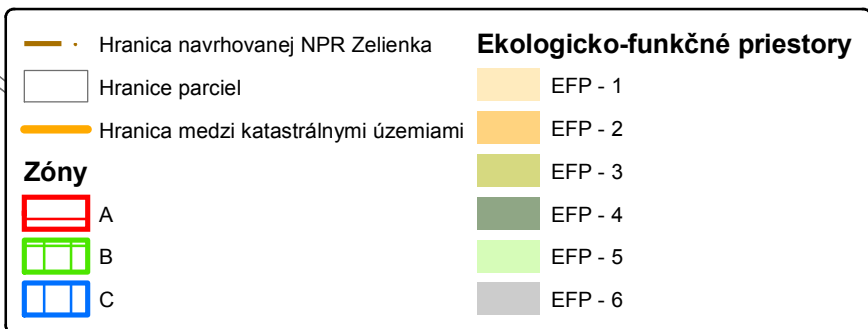 Hranica navrhovanej NPR Zelienka
Hranice parciel
Hranica medzi katastrálnymi územiami
Zóny
A
B
C
Ekologicko-funkčné priestory
EFP - 1
EFP - 2
EFP - 3
EFP - 4
EFP - 5
EFP - 6